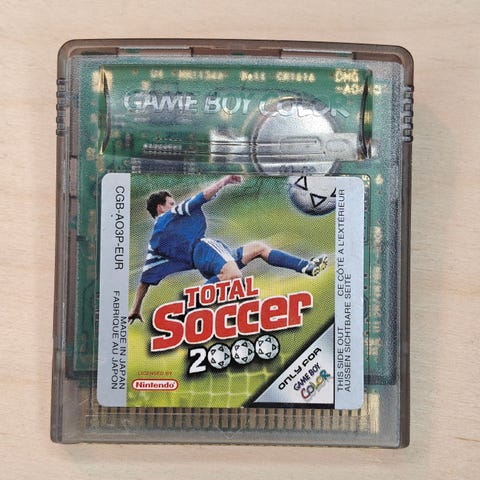 GAME BOY COLOR
DMG
CGB-AO3P-EUR
MADE IN JAPAN
FABRIQUE AU JAPON
TOTAL
Soccer
2000
LICENSED BY
Nintendo
ONLY FOR
GAME BOY
COLOR
THIS SIDE OUT CE CÔTÉ A L'EXTÉRIEUR
AUSSEN SICHTBARE SEITE